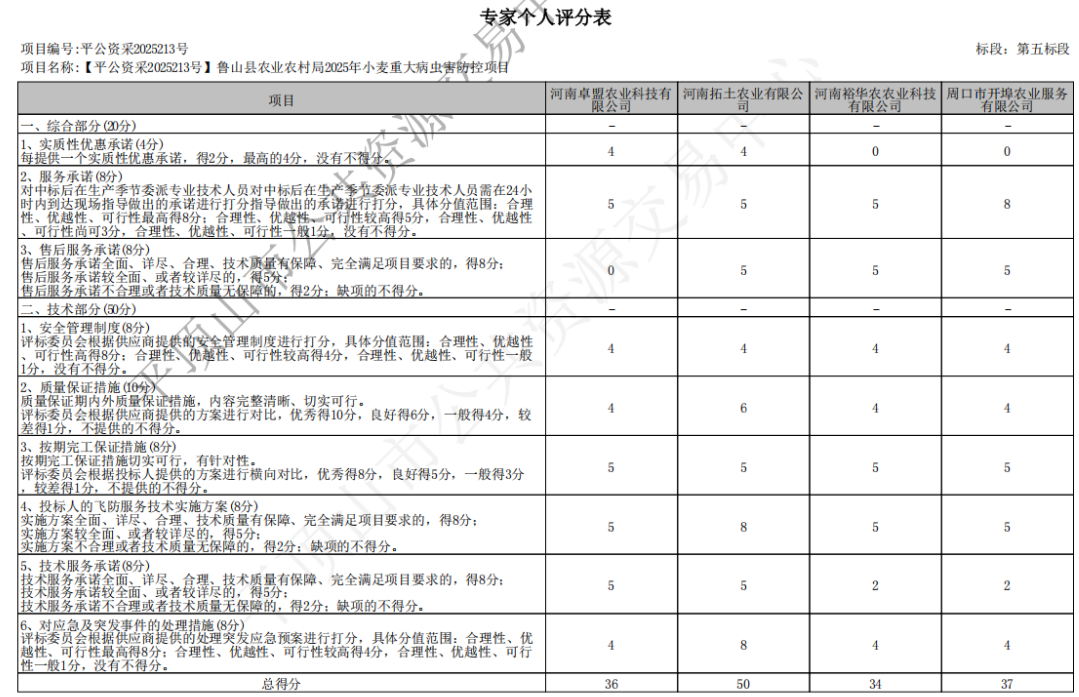 专家个人评分表
项目编号:平公资采2025213号
标段：第五标段
项目名称:【平公资采2025213号】鲁山县农业农村局2025年小麦重大病虫害防控项目
项目 河南卓盟农业科技有限公司 河南拓土农业有限公司 河南裕华农农业科技有限公司 周口市开埠农业服务有限公司
一、综合部分(20分) － － － －
1、实质性优惠承诺(4分)
每提供一个实质性优惠承诺，得2分，最高的4分，没有不得分。
4 4 0 0
2、服务承诺(8分)
对中标后在生产季节委派专业技术人员对中标后在生产季节委派专业技术人员需在24小
时内到达现场指导做出的承诺进行打分指导做出的承诺进行打分，具体分值范围：合理
性、优越性、可行性最高得8分；合理性、优越性、可行性较高得5分，合理性、优越性
、可行性尚可3分，合理性、优越性、可行性一般1分，没有不得分。
5 5 5 8
3、售后服务承诺(8分)
售后服务承诺全面、详尽、合理、技术质量有保障、完全满足项目要求的，得8分；
售后服务承诺较全面、或者较详尽的，得5分；
售后服务承诺不合理或者技术质量无保障的，得2分；缺项的不得分。
0 5 5 5
二、技术部分(50分) － － － －
1、安全管理制度(8分)
评标委员会根据供应商提供的安全管理制度进行打分，具体分值范围：合理性、优越性
、可行性高得8分；合理性、优越性、可行性较高得4分，合理性、优越性、可行性一般
1分，没有不得分。
4 4 4 4
2、质量保证措施(10分)
质量保证期内外质量保证措施，内容完整清晰、切实可行。
评标委员会根据供应商提供的方案进行对比，优秀得10分，良好得6分，一般得4分，较
差得1分，不提供的不得分。
4 6 4 4
3、按期完工保证措施(8分)
按期完工保证措施切实可行，有针对性。
评标委员会根据投标人提供的方案进行横向对比，优秀得8分，良好得5分，一般得3分
，较差得1分，不提供的不得分。
5 5 5 5
4、投标人的飞防服务技术实施方案(8分)
实施方案全面、详尽、合理、技术质量有保障、完全满足项目要求的，得8分；
实施方案较全面、或者较详尽的，得5分；
实施方案不合理或者技术质量无保障的，得2分；缺项的不得分。
5 8 5 5
5、技术服务承诺(8分)
技术服务承诺全面、详尽、合理、技术质量有保障、完全满足项目要求的，得8分；
技术服务承诺较全面、或者较详尽的，得5分；
技术服务承诺不合理或者技术质量无保障的，得2分；缺项的不得分。
5 5 2 2
6、对应急及突发事件的处理措施(8分)
评标委员会根据供应商提供的处理突发应急预案进行打分，具体分值范围：合理性、优
越性、可行性最高得8分；合理性、优越性、可行性较高得4分，合理性、优越性、可行
性一般1分，没有不得分。
4 8 4 4
总得分 36 50 34 37
平顶山市公共资源交易中
平顶山市公共资源交易中心